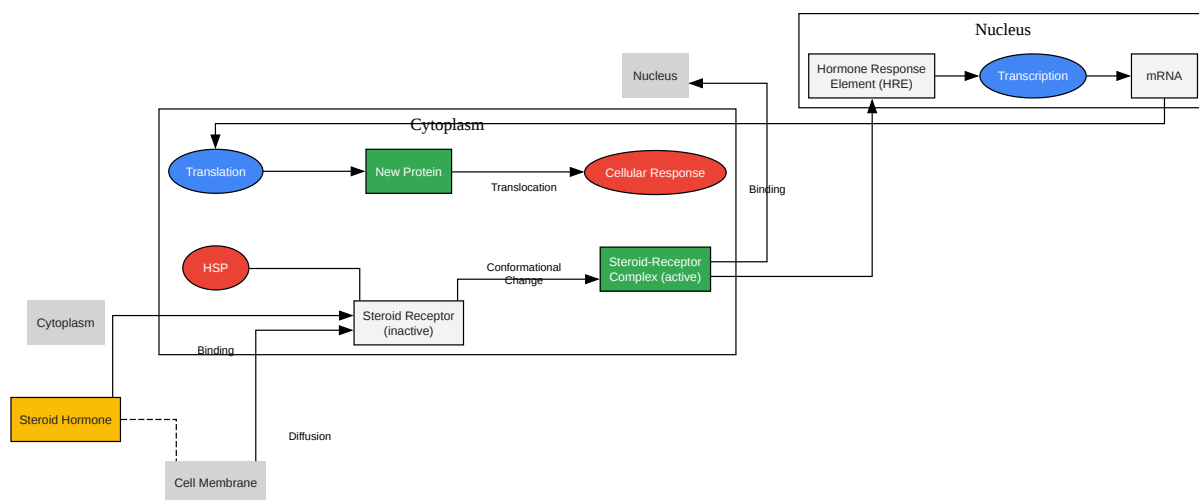 Nucleus
Hormone Response
Element (HRE)
Transcription
mRNA
Nucleus
Cytoplasm
Translation
New Protein
Translocation
Cellular Response
Binding
HSP
Conformational
Change
Steroid-Receptor
Complex (active)
Steroid Receptor
(inactive)
Cytoplasm
Binding
Steroid Hormone
Diffusion
Cell Membrane